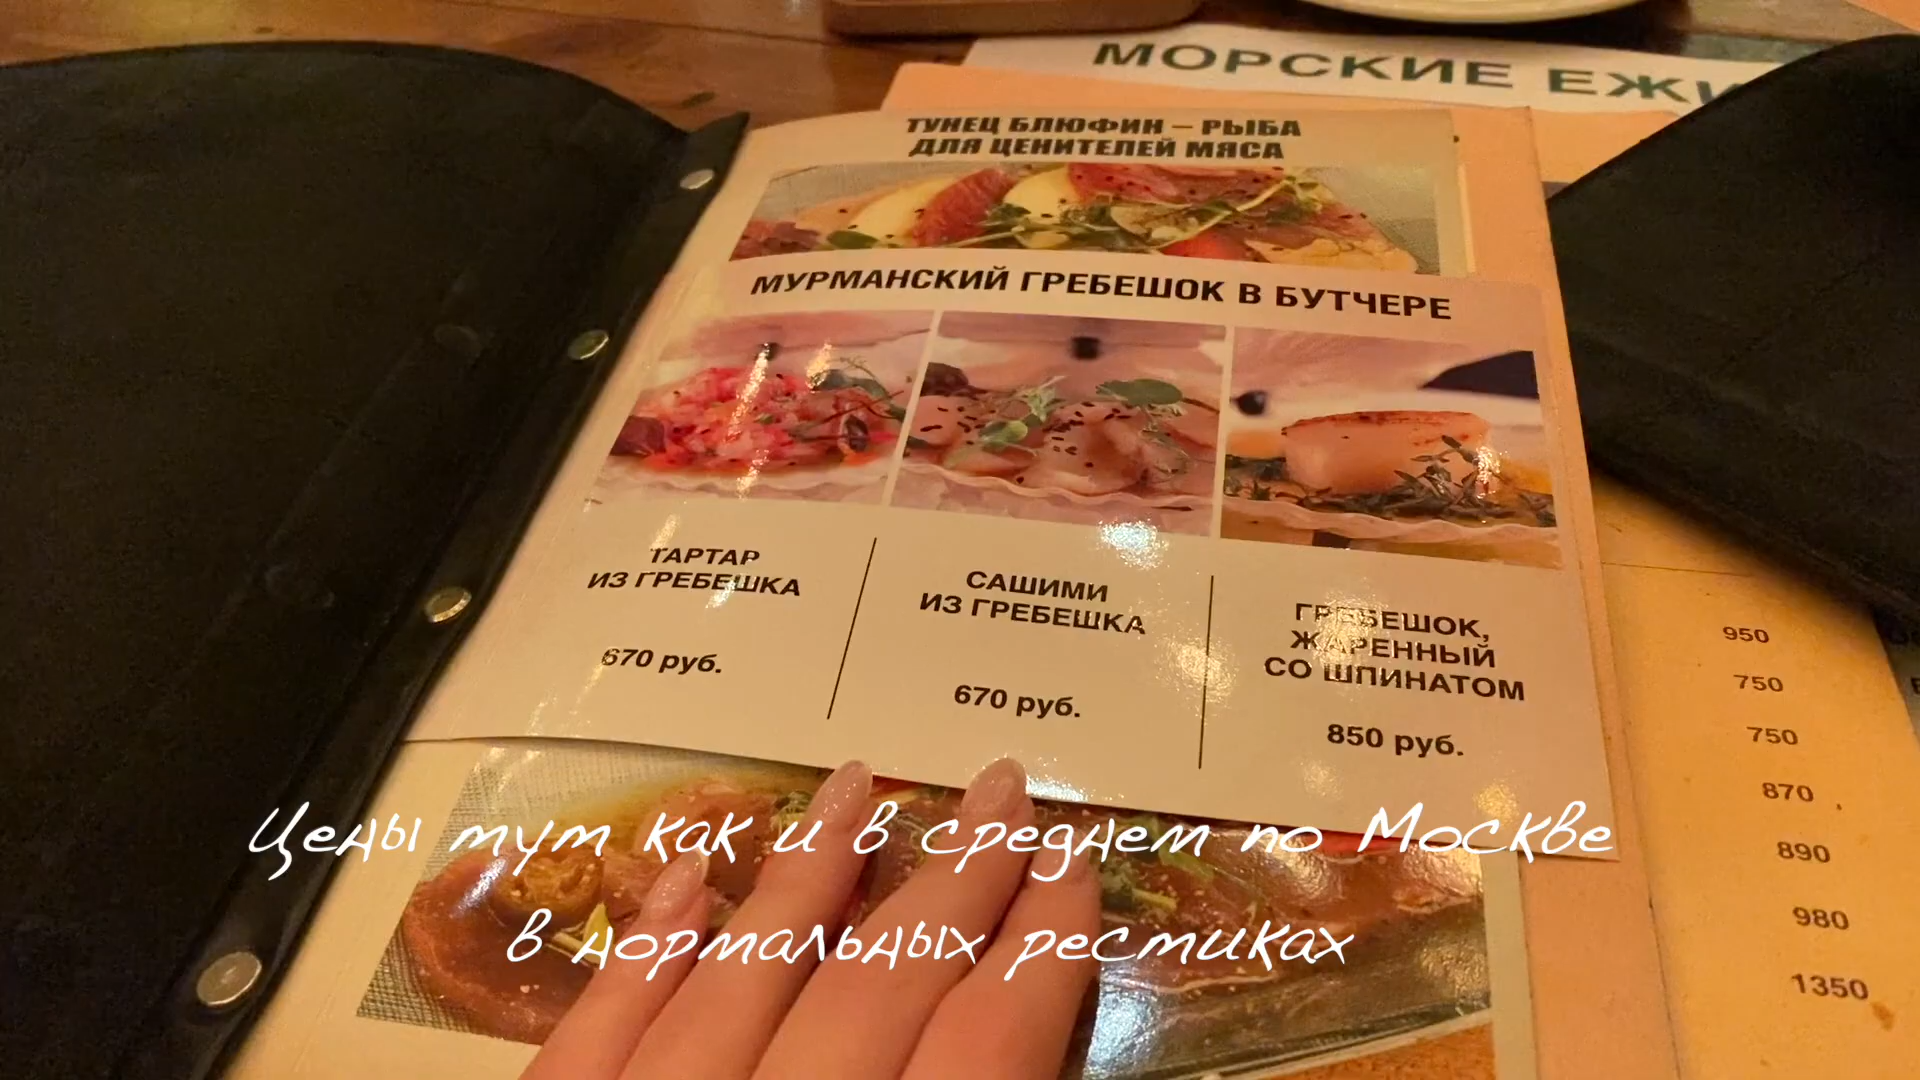 МОРСКИЕ ЕЖИ
ТУНЕЦ БЛЮФИН – РЫБА
ДЛЯ ЦЕНИТЕЛЕЙ МЯСА
МУРМАНСКИЙ ГРЕБЕШОК В БУТЧЕРЕ
ТАРТАР
ИЗ ГРЕБЕШКА
670 руб.
САШИМИ
ИЗ ГРЕБЕШКА
670 руб.
ГРЕБЕШОК,
ЖАРЕННЫЙ
СО ШПИНАТОМ
850 руб.
950
750
750
870
890
980
1350
Цены тут как и в среднем по Москве
в нормальных рестиках